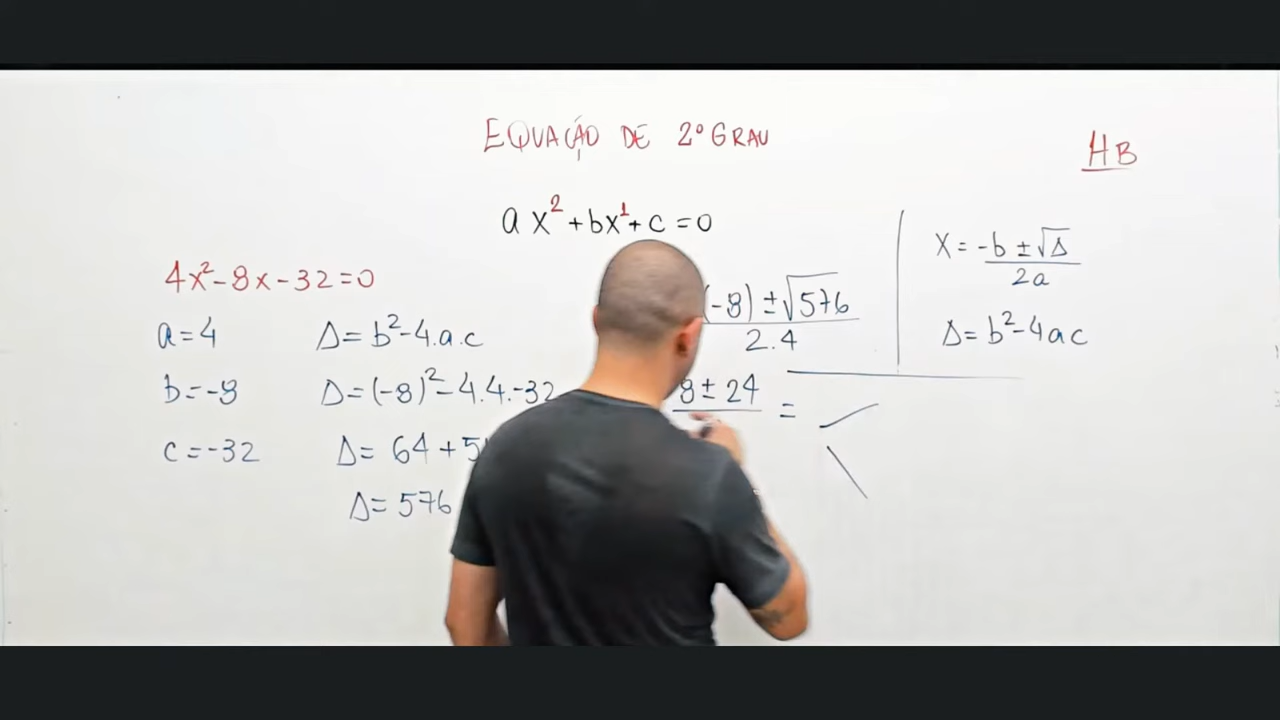 EQUAÇÃO DE 2º GRAU
HB
ax²+bx¹+c=0
4x²-8x-32=0
a=4
b=-8
c=-32
Δ=b²-4.a.c
Δ=(-8)²-4.4.-32
Δ=64+5
Δ=576
(-8)±√576
2.4
8±24 =
x=-b±√Δ
2a
Δ=b²-4ac